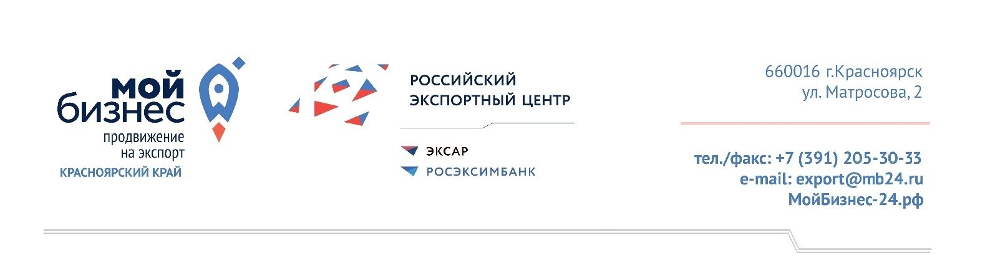 мой
бизнес
продвижение
на экспорт
КРАСНОЯРСКИЙ КРАЙ
РОССИЙСКИЙ
ЭКСПОРТНЫЙ ЦЕНТР
ЭКСАР
РОСЭКСИМБАНК
660016 г.Красноярск
ул. Матросова, 2
тел./факс: +7 (391) 205-30-33
e-mail: export@mb24.ru
МойБизнес-24.рф